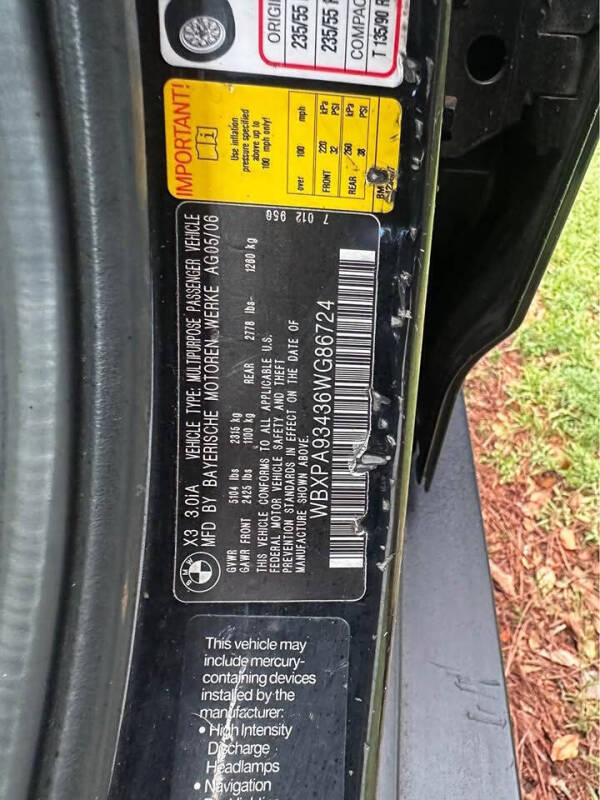 ORIGI
235/55
235/55 R
COMPAC
T 135/90 R
IMPORTANT!
Use inflation
pressure specified
above up to
100 mph only!
over 100 mph
kPa PSI
FRONT 220 32
kPa PSI
REAR 260 38
BM
X3 3.0iA VEHICLE TYPE: MULTIPURPOSE PASSENGER VEHICLE
MFD BY BAYERISCHE MOTOREN WERKE AG05/06
GVWR 5104 lbs 2315 kg
GAWR FRONT 2425 lbs 1100 kg REAR 2778 lbs- 1260 kg
THIS VEHICLE CONFORMS TO ALL APPLICABLE U.S.
FEDERAL MOTOR VEHICLE SAFETY AND THEFT
PREVENTION STANDARDS IN EFFECT ON THE DATE OF
MANUFACTURE SHOWN ABOVE.
WBXPA93436WG86724
7 012 956
BMW
This vehicle may
include mercury-
containing devices
installed by the
manufacturer:
• High Intensity
Discharge
Headlamps
• Navigation